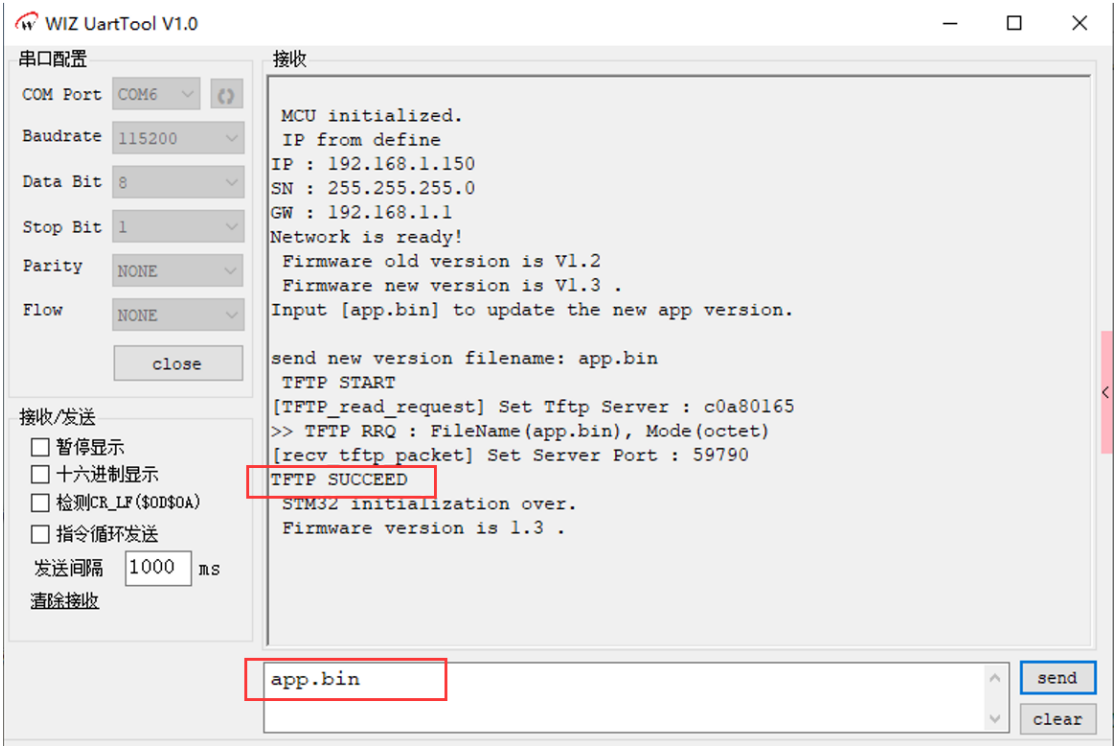 WIZ UartTool V1.0
串口配置
COM Port COM6
Baudrate 115200
Data Bit 8
Stop Bit 1
Parity NONE
Flow NONE
close
接收/发送
暂停显示
十六进制显示
检测CR_LF($0D$0A)
指令循环发送
发送间隔 1000 ms
清除接收
接收
MCU initialized.
IP from define
IP : 192.168.1.150
SN : 255.255.255.0
GW : 192.168.1.1
Network is ready!
Firmware old version is V1.2
Firmware new version is V1.3 .
Input [app.bin] to update the new app version.
send new version filename: app.bin
TFTP START
[TFTP_read_request] Set Tftp Server : c0a80165
>> TFTP RRQ : FileName(app.bin), Mode(octet)
[recv_tftp_packet] Set Server Port : 59790
TFTP SUCCEED
STM32 initialization over.
Firmware version is 1.3 .
app.bin
send
clear